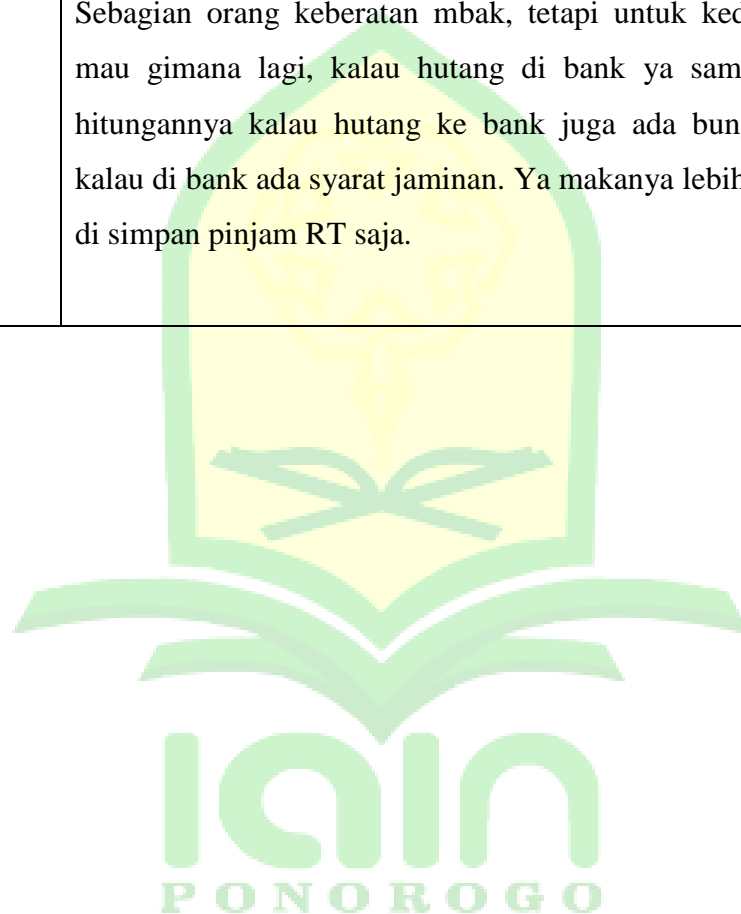 Sebagian orang keberatan mbak, tetapi untuk ked
mau gimana lagi, kalau hutang di bank ya sam
hitungannya kalau hutang ke bank juga ada bun
kalau di bank ada syarat jaminan. Ya makanya lebih
di simpan pinjam RT saja.
iain
PONOROGO